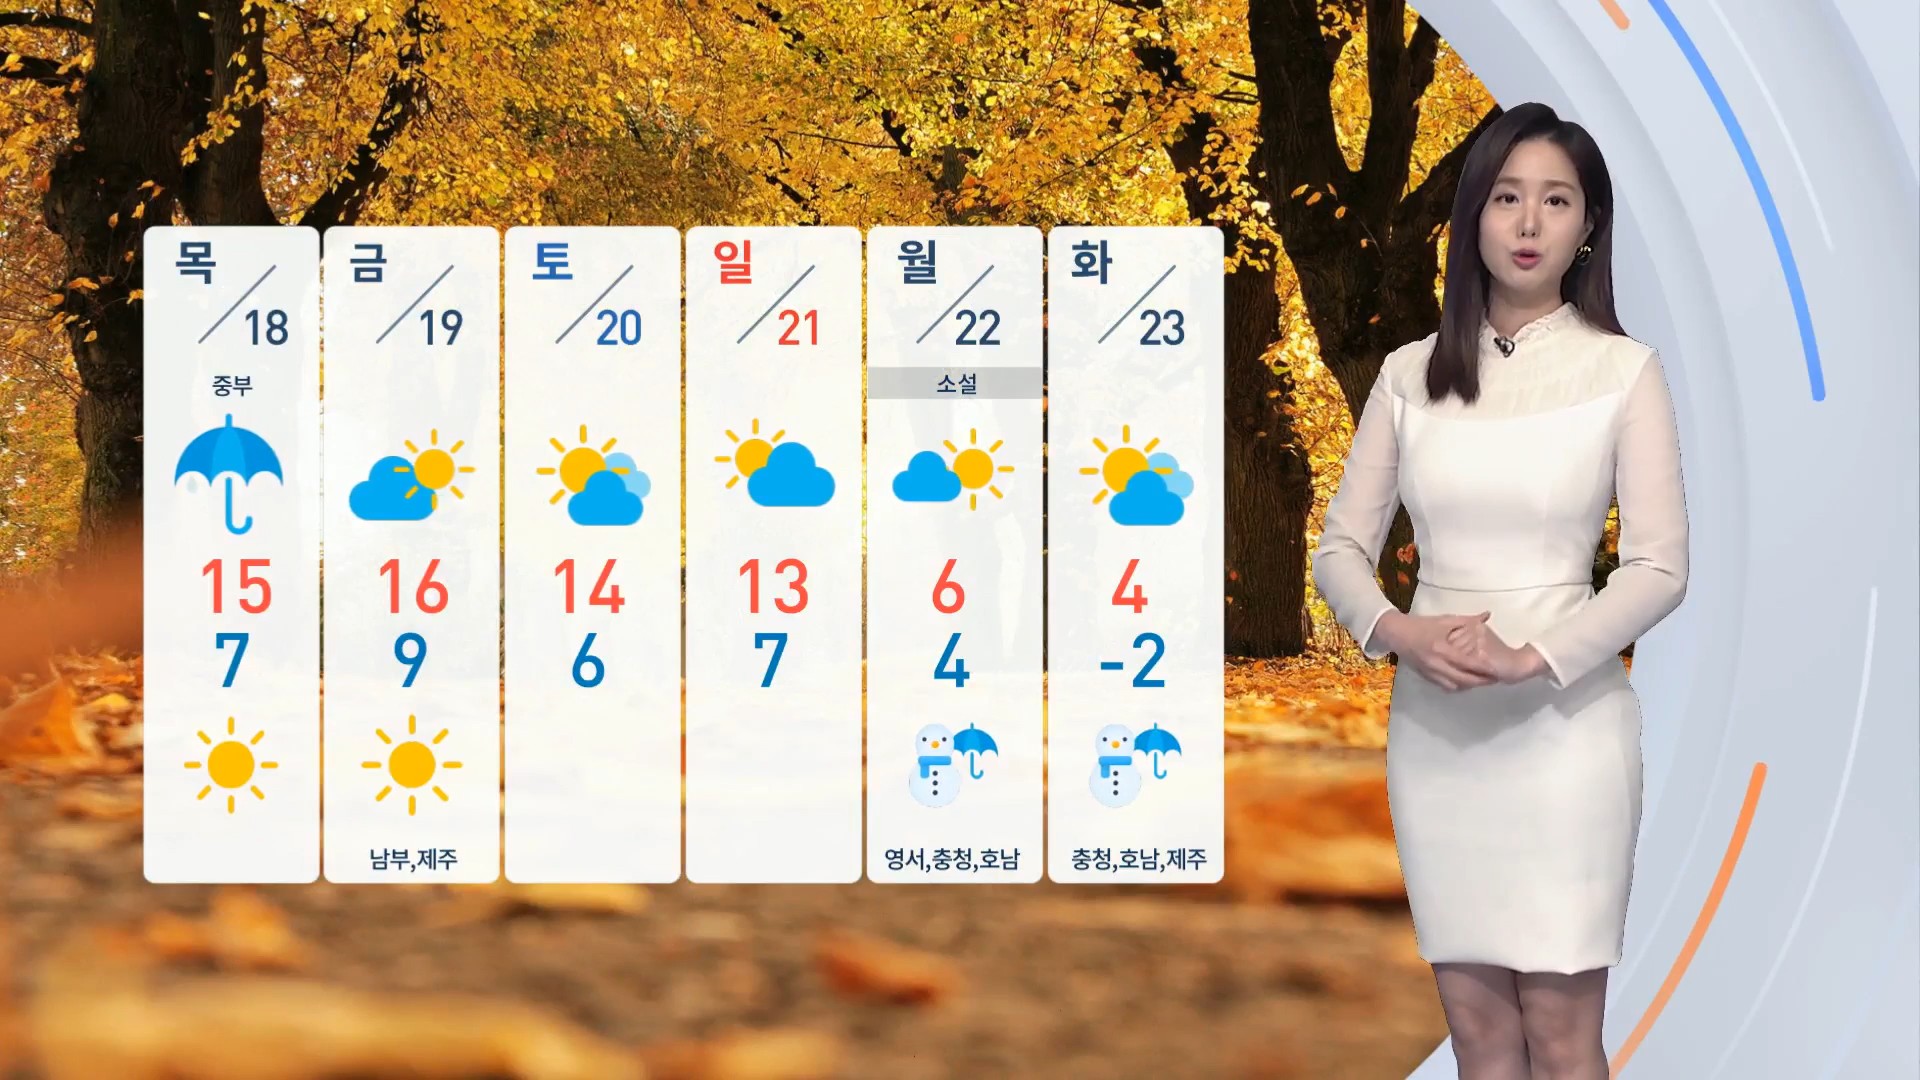 목 18
중부
15
7
금 19
16
9
남부,제주
토 20
14
6
일 21
13
7
월 22
소설
6
4
영서,충청,호남
화 23
4
-2
충청,호남,제주